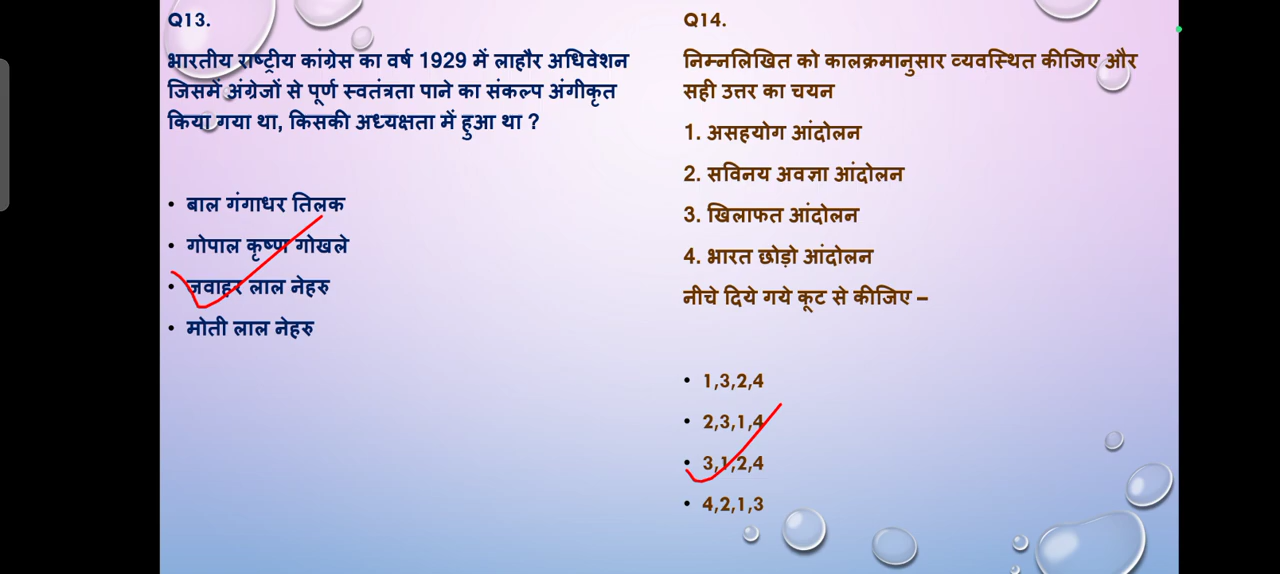 Q13.
भारतीय राष्ट्रीय कांग्रेस का वर्ष 1929 में लाहौर अधिवेशन
जिसमें अंग्रेजों से पूर्ण स्वतंत्रता पाने का संकल्प अंगीकृत
किया गया था, किसकी अध्यक्षता में हुआ था ?
• बाल गंगाधर तिलक
• गोपाल कृष्ण गोखले
• जवाहर लाल नेहरु
• मोती लाल नेहरु
Q14.
निम्नलिखित को कालक्रमानुसार व्यवस्थित कीजिए और
सही उत्तर का चयन
1. असहयोग आंदोलन
2. सविनय अवज्ञा आंदोलन
3. खिलाफत आंदोलन
4. भारत छोड़ो आंदोलन
नीचे दिये गये कूट से कीजिए –
• 1,3,2,4
• 2,3,1,4
• 3,1,2,4
• 4,2,1,3